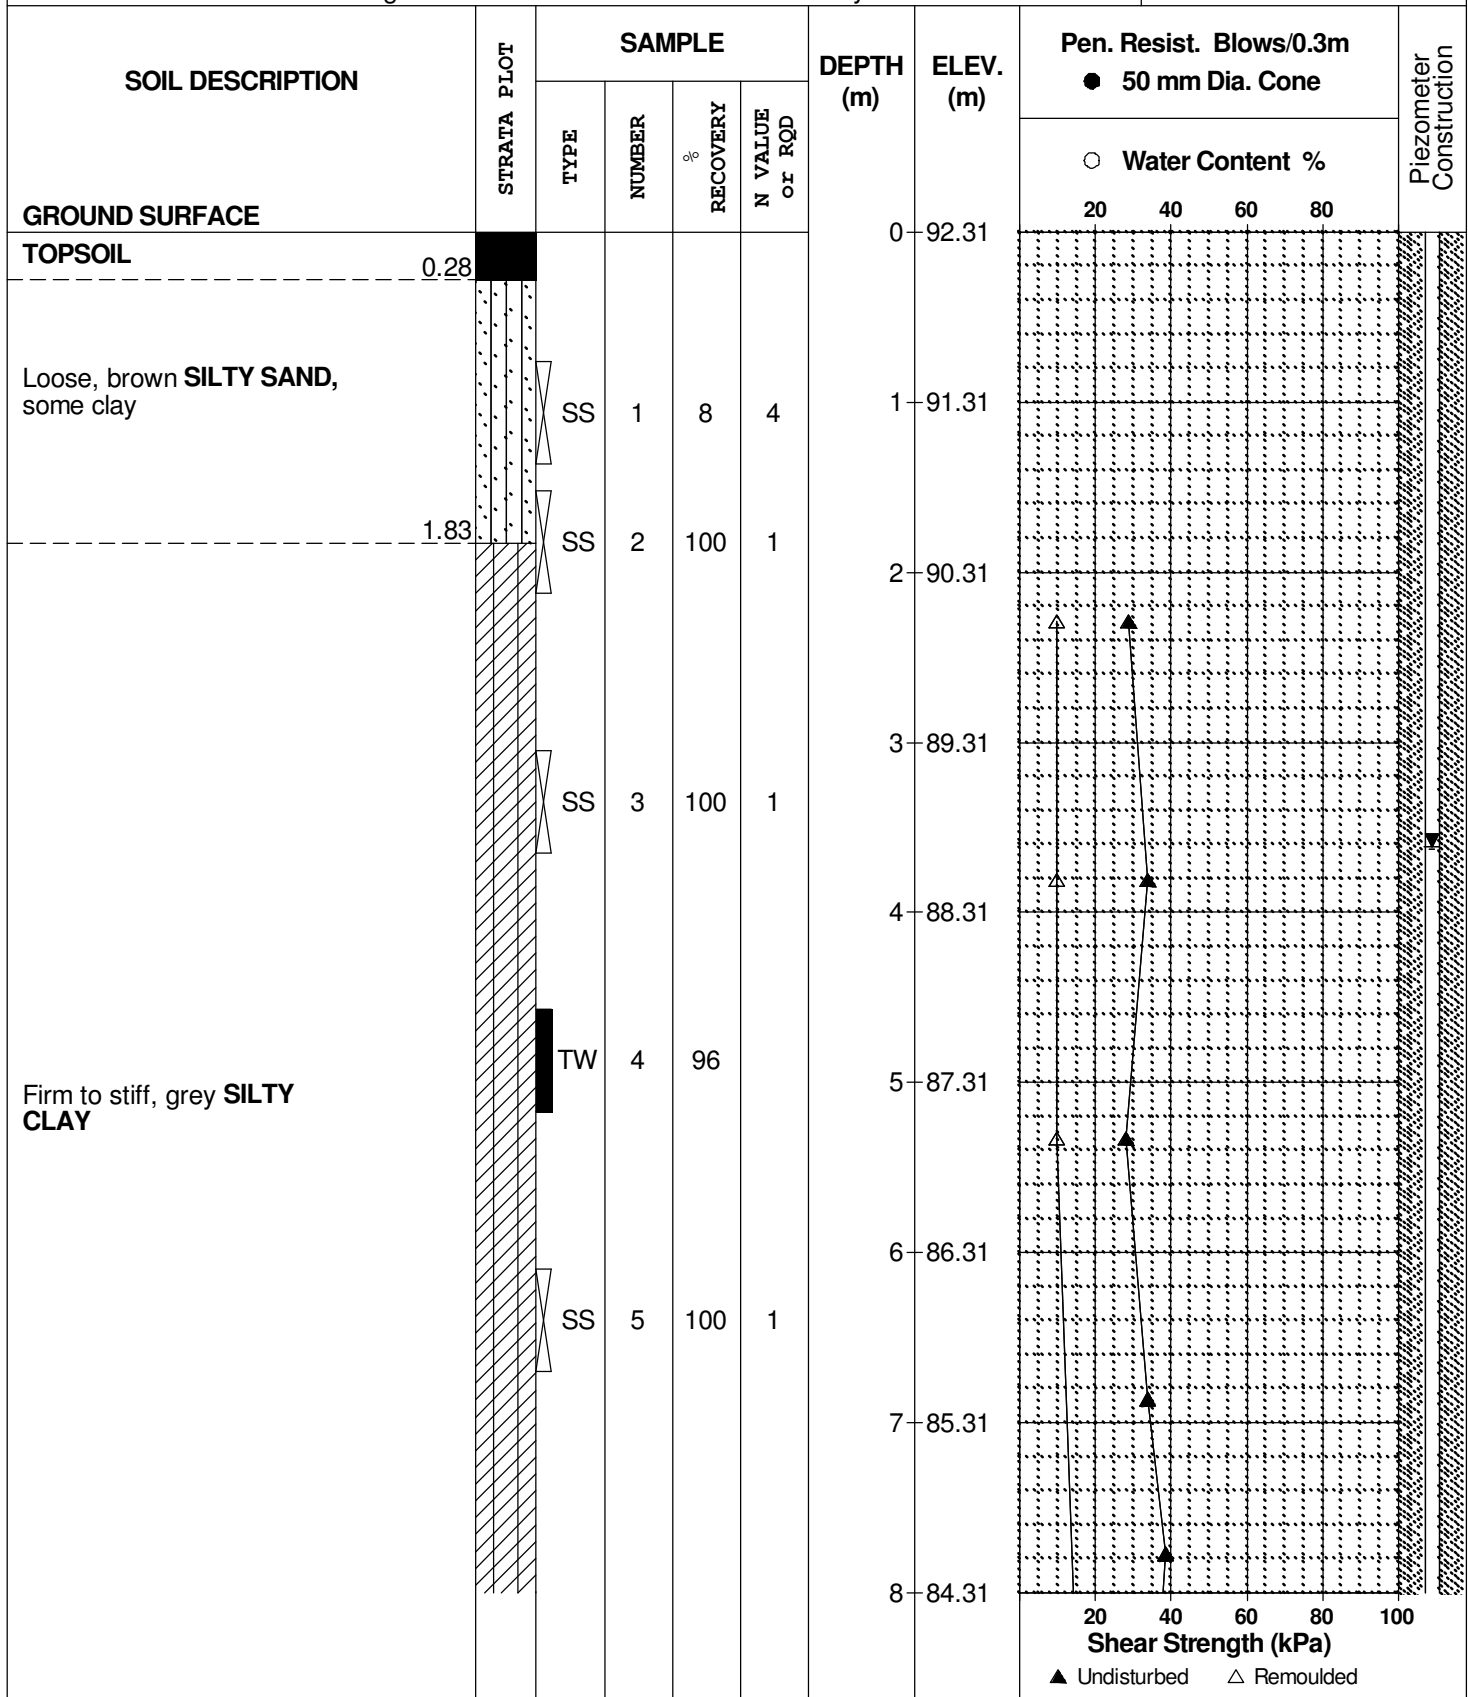 SOIL DESCRIPTION
GROUND SURFACE
STRATA PLOT
SAMPLE
TYPE
NUMBER
%
RECOVERY
N VALUE
or RQD
DEPTH
(m)
ELEV.
(m)
Pen. Resist. Blows/0.3m
● 50 mm Dia. Cone
○ Water Content %
20 40 60 80
Piezometer
Construction
TOPSOIL
0.28
0 92.31
Loose, brown SILTY SAND,
some clay
SS 1 8 4
1 91.31
1.83
SS 2 100 1
2 90.31
3 89.31
SS 3 100 1
4 88.31
TW 4 96
5 87.31
Firm to stiff, grey SILTY
CLAY
6 86.31
SS 5 100 1
7 85.31
8 84.31
20 40 60 80 100
Shear Strength (kPa)
▲ Undisturbed △ Remoulded